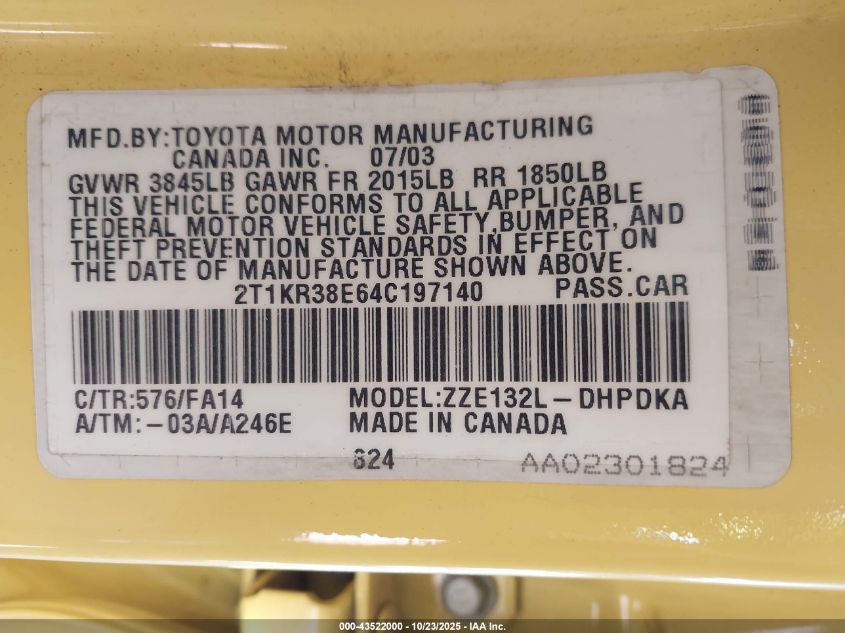 MFD.BY:TOYOTA MOTOR MANUFACTURING
CANADA INC. 07/03
GVWR 3845LB GAWR FR 2015LB RR 1850LB
THIS VEHICLE CONFORMS TO ALL APPLICABLE
FEDERAL MOTOR VEHICLE SAFETY,BUMPER, AND
THEFT PREVENTION STANDARDS IN EFFECT ON
THE DATE OF MANUFACTURE SHOWN ABOVE.
2T1KR38E64C197140 PASS.CAR
C/TR:576/FA14 MODEL:ZZE132L-DHPDKA
A/TM:-03A/A246E MADE IN CANADA
824 AA02301824
000-43522000 - 10/23/2025 - IAA Inc.